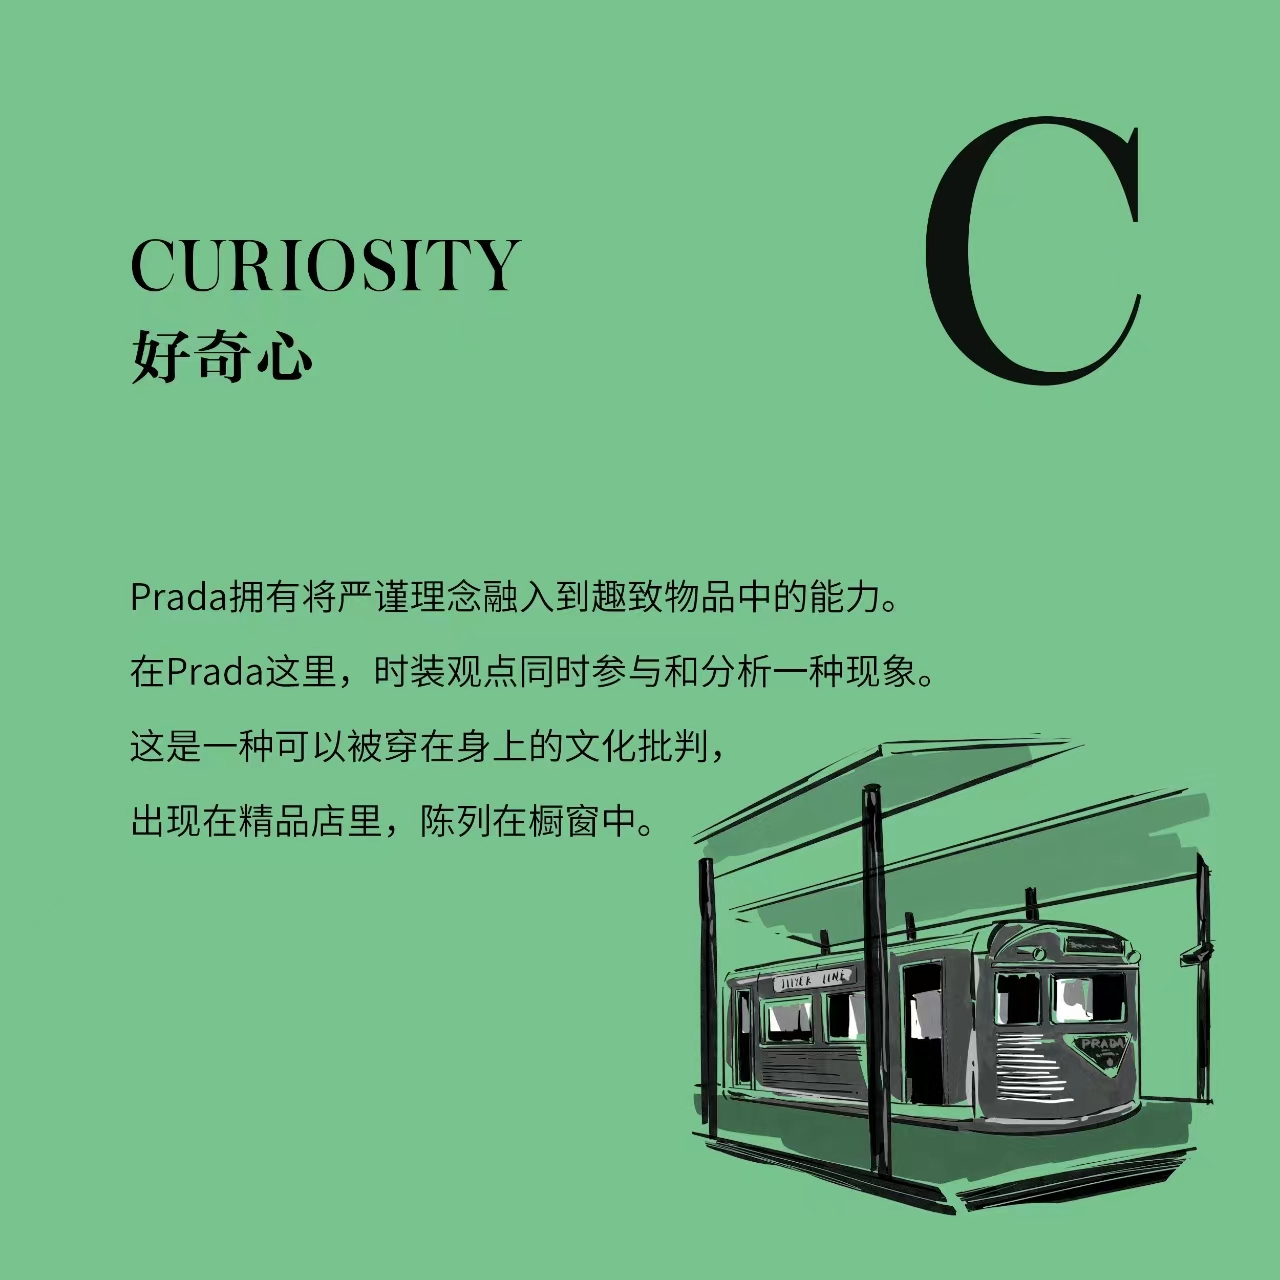 C
CURIOSITY
好奇心
Prada拥有将严谨理念融入到趣致物品中的能力。
在Prada这里，时装观点同时参与和分析一种现象。
这是一种可以被穿在身上的文化批判，
出现在精品店里，陈列在橱窗中。
LINE
PRADA